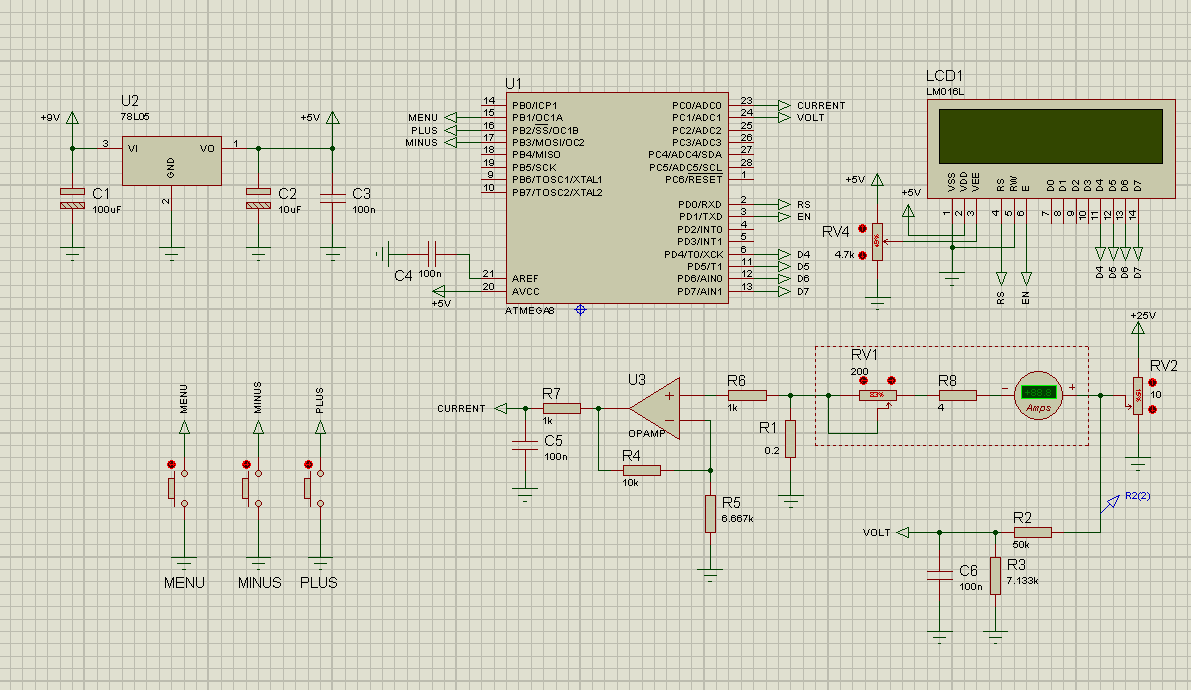 U2
78L05
+9V
3
VI
VO
1
+5V
GND
2
C1
100uF
C2
10uF
C3
100n
U1
14
PB0/ICP1
MENU
15
PB1/OC1A
PLUS
16
PB2/SS/OC1B
MINUS
17
PB3/MOSI/OC2
18
PB4/MISO
19
PB5/SCK
9
PB6/TOSC1/XTAL1
10
PB7/TOSC2/XTAL2
21
AREF
20
AVCC
PC0/ADC0
23
CURRENT
PC1/ADC1
24
VOLT
PC2/ADC2
25
PC3/ADC3
26
PC4/ADC4/SDA
27
PC5/ADC5/SCL
28
PC6/RESET
1
PD0/RXD
2
RS
PD1/TXD
3
EN
PD2/INT0
4
PD3/INT1
5
PD4/T0/XCK
6
D4
PD5/T1
11
D5
PD6/AIN0
12
D6
PD7/AIN1
13
D7
ATMEGA8
C4
100n
+5V
LCD1
LM016L
VSS
VDD
VEE
RS
RW
E
D0
D1
D2
D3
D4
D5
D6
D7
1
2
3
4
5
6
7
8
9
10
11
12
13
14
+5V
+5V
RV4
4.7k
RS
EN
D4
D5
D6
D7
MENU
MINUS
PLUS
MENU
MINUS
PLUS
CURRENT
R7
1k
C5
100n
U3
OPAMP
R4
10k
R5
6.667k
R6
1k
R1
0.2
RV1
200
83%
R8
4
Amps
+25V
RV2
10
R2(2)
VOLT
R2
50k
C6
100n
R3
7.133k